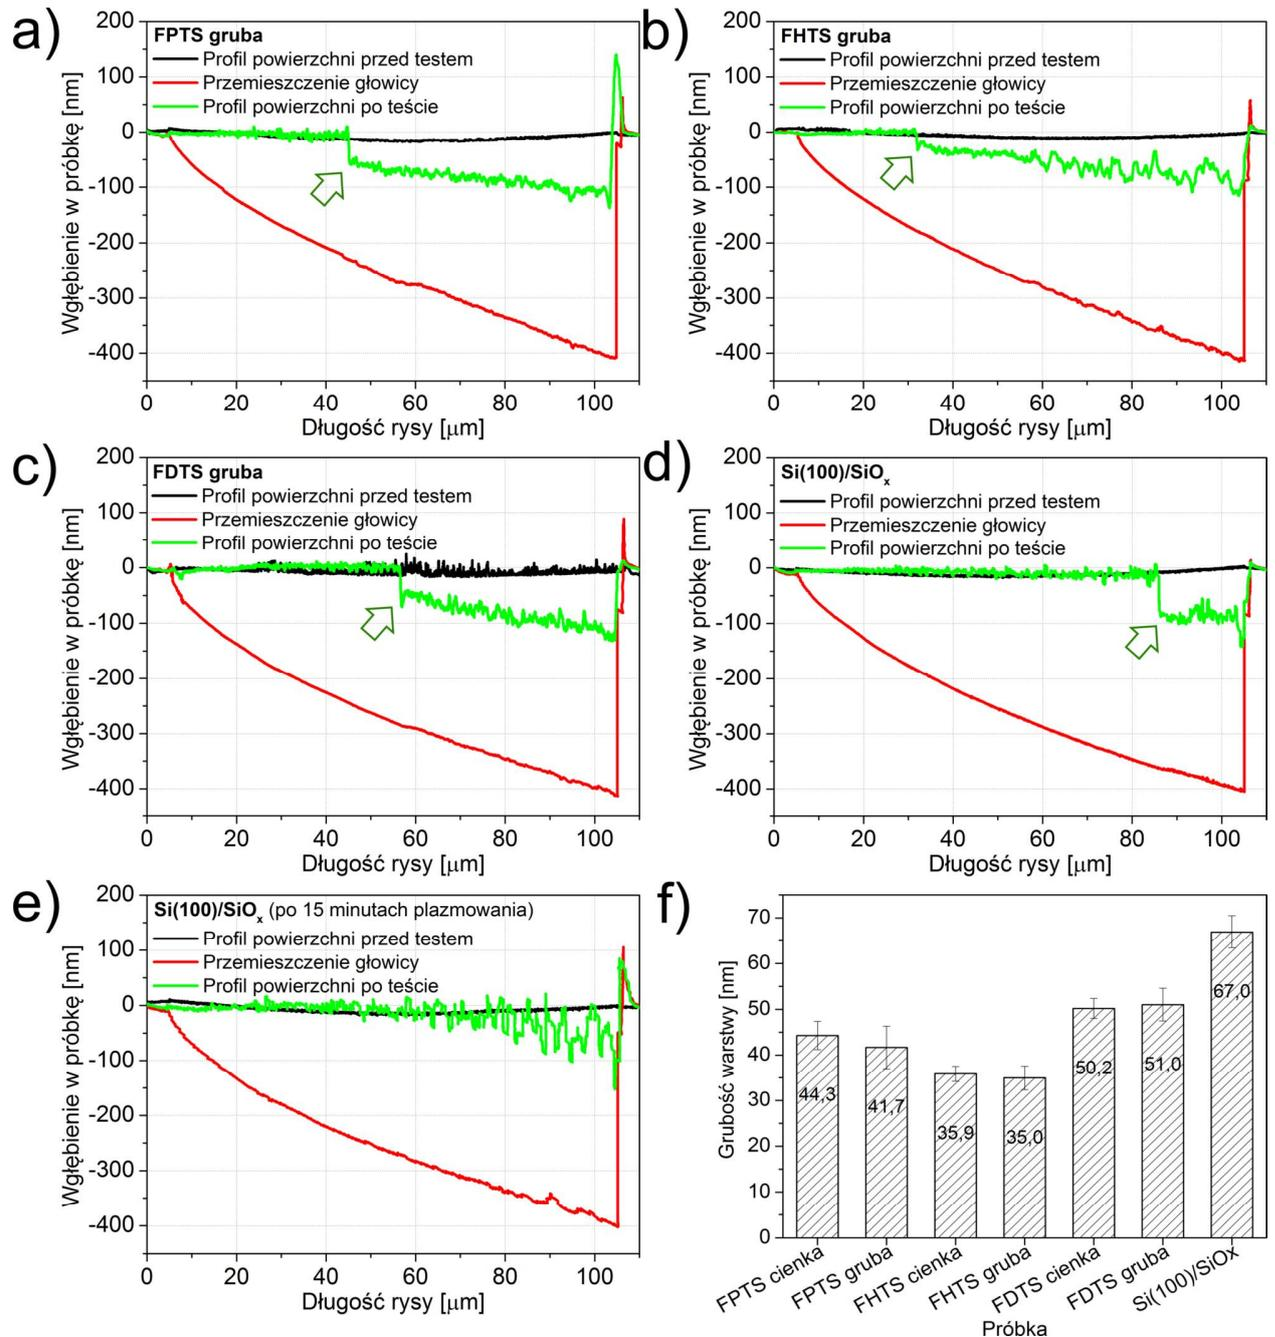 a)
FPTS gruba
Profil powierzchni przed testem
Przemieszczenie głowicy
Profil powierzchni po teście
Wgłębienie w próbkę [nm]
200
100
0
-100
-200
-300
-400
0 20 40 60 80 100
Długość rysy [μm]
b)
FHTS gruba
Profil powierzchni przed testem
Przemieszczenie głowicy
Profil powierzchni po teście
Wgłębienie w próbkę [nm]
200
100
0
-100
-200
-300
-400
0 20 40 60 80 100
Długość rysy [μm]
c)
FDTS gruba
Profil powierzchni przed testem
Przemieszczenie głowicy
Profil powierzchni po teście
Wgłębienie w próbkę [nm]
200
100
0
-100
-200
-300
-400
0 20 40 60 80 100
Długość rysy [μm]
d)
Si(100)/SiOx
Profil powierzchni przed testem
Przemieszczenie głowicy
Profil powierzchni po teście
Wgłębienie w próbkę [nm]
200
100
0
-100
-200
-300
-400
0 20 40 60 80 100
Długość rysy [μm]
e)
Si(100)/SiOx (po 15 minutach plazmowania)
Profil powierzchni przed testem
Przemieszczenie głowicy
Profil powierzchni po teście
Wgłębienie w próbkę [nm]
200
100
0
-100
-200
-300
-400
0 20 40 60 80 100
Długość rysy [μm]
f)
Grubość warstwy [nm]
70
60
50
40
30
20
10
0
44,3
41,7
35,9
35,0
50,2
51,0
67,0
FPTS cienka
FPTS gruba
FHTS cienka
FHTS gruba
FDTS cienka
FDTS gruba
Si(100)/SiOx
Próbka